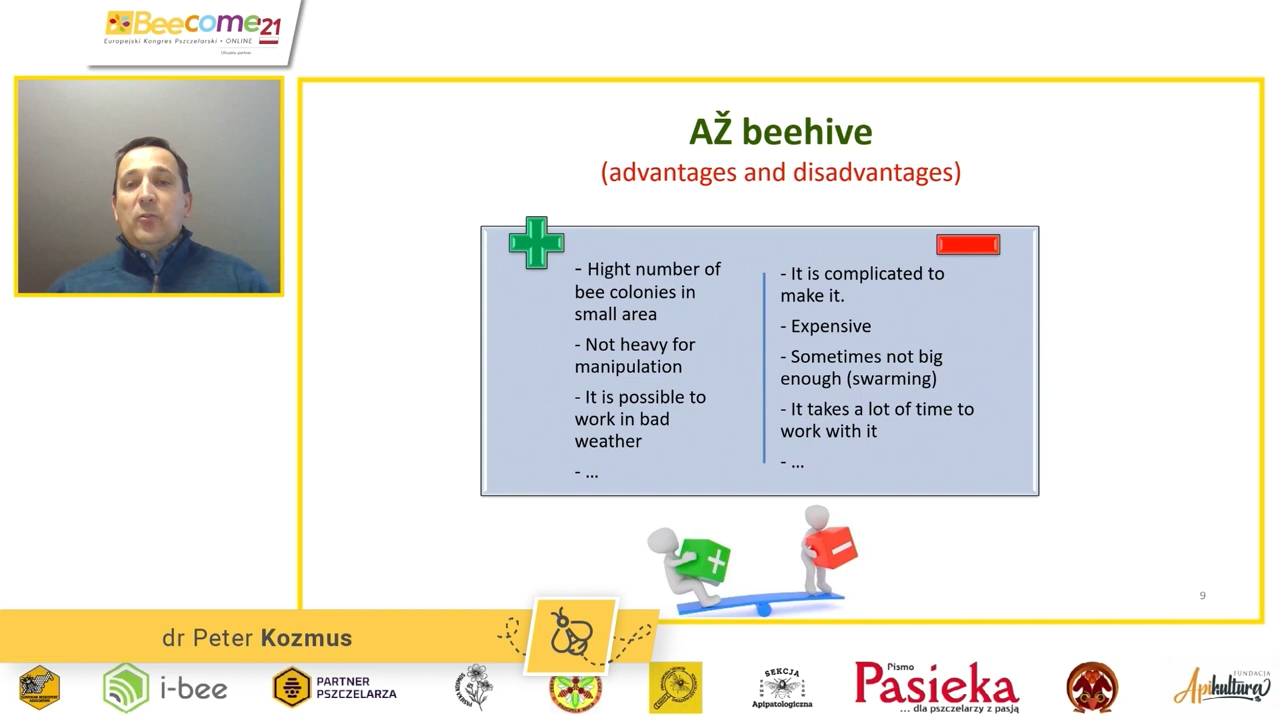 Beecome'21
Europejski Kongres Pszczelarski • ONLINE
AŽ beehive
(advantages and disadvantages)
- Hight number of
bee colonies in
small area
- Not heavy for
manipulation
- It is possible to
work in bad
weather
- ...
- It is complicated to
make it.
- Expensive
- Sometimes not big
enough (swarming)
- It takes a lot of time to
work with it
- ...
9
dr Peter Kozmus
i-bee
PARTNER
PSZCZELARZA
SEKCJA
Apipatologiczna
Pismo
Pasieka
... dla pszczelarzy z pasją
FUNDACJA
Apikultura